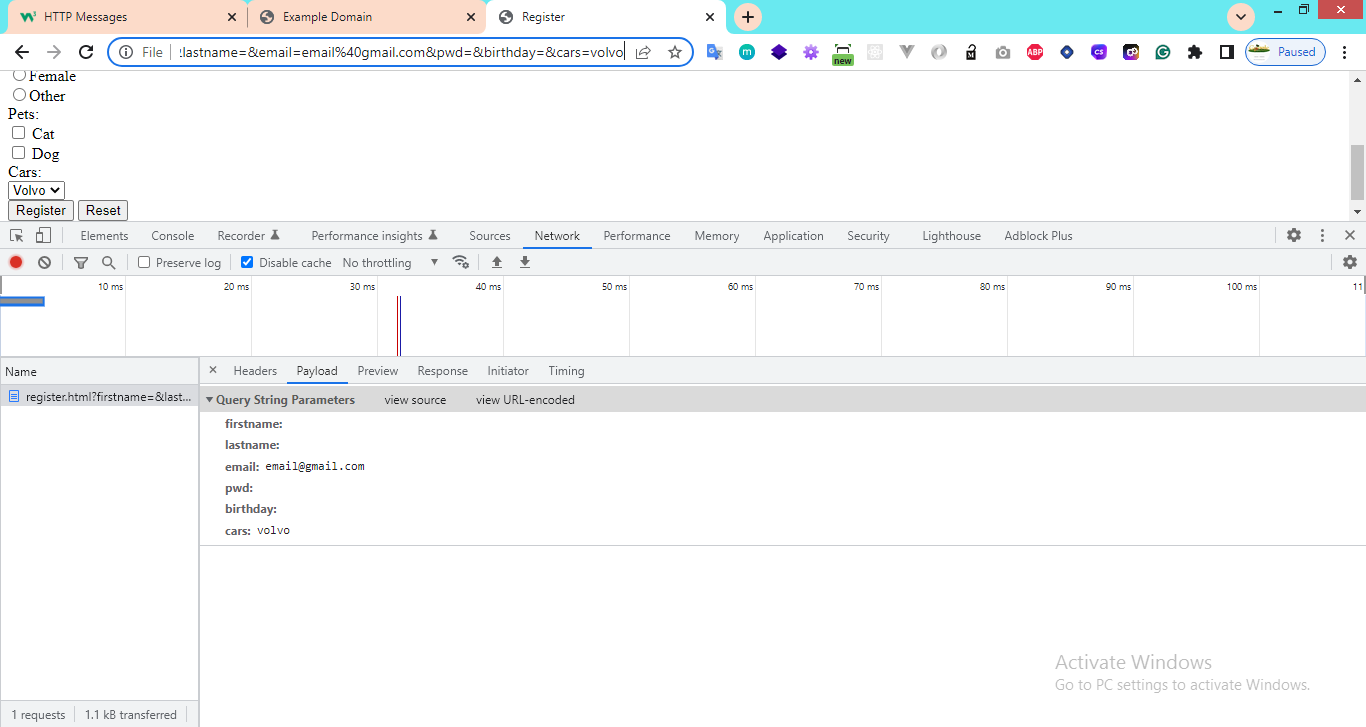 HTTP Messages
Example Domain
Register
File
:lastname=&email=email%40gmail.com&pwd=&birthday=&cars=volvo
new
ABP
CS
Paused
Female
Other
Pets:
Cat
Dog
Cars:
Volvo
Register Reset
Elements Console Recorder Performance insights Sources Network Performance Memory Application Security Lighthouse Adblock Plus
Preserve log Disable cache No throttling
10 ms 20 ms 30 ms 40 ms 50 ms 60 ms 70 ms 80 ms 90 ms 100 ms 11
Name
Headers Payload Preview Response Initiator Timing
register.html?firstname=&last...
Query String Parameters view source view URL-encoded
firstname:
lastname:
email: email@gmail.com
pwd:
birthday:
cars: volvo
Activate Windows
Go to PC settings to activate Windows.
1 requests 1.1 kB transferred